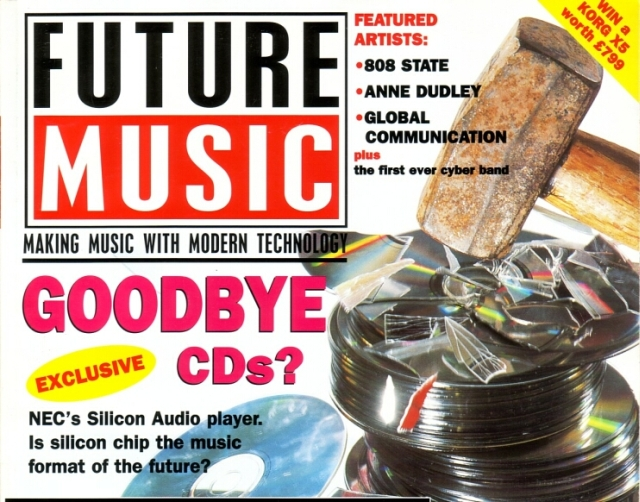 FUTURE
MUSIC
MAKING MUSIC WITH MODERN TECHNOLOGY
FEATURED
ARTISTS:
•808 STATE
•ANNE DUDLEY
•GLOBAL
COMMUNICATION
plus
the first ever cyber band
WIN a
KORG X5
worth £799
GOODBYE
CDs?
EXCLUSIVE
NEC's Silicon Audio player.
Is silicon chip the music
format of the future?